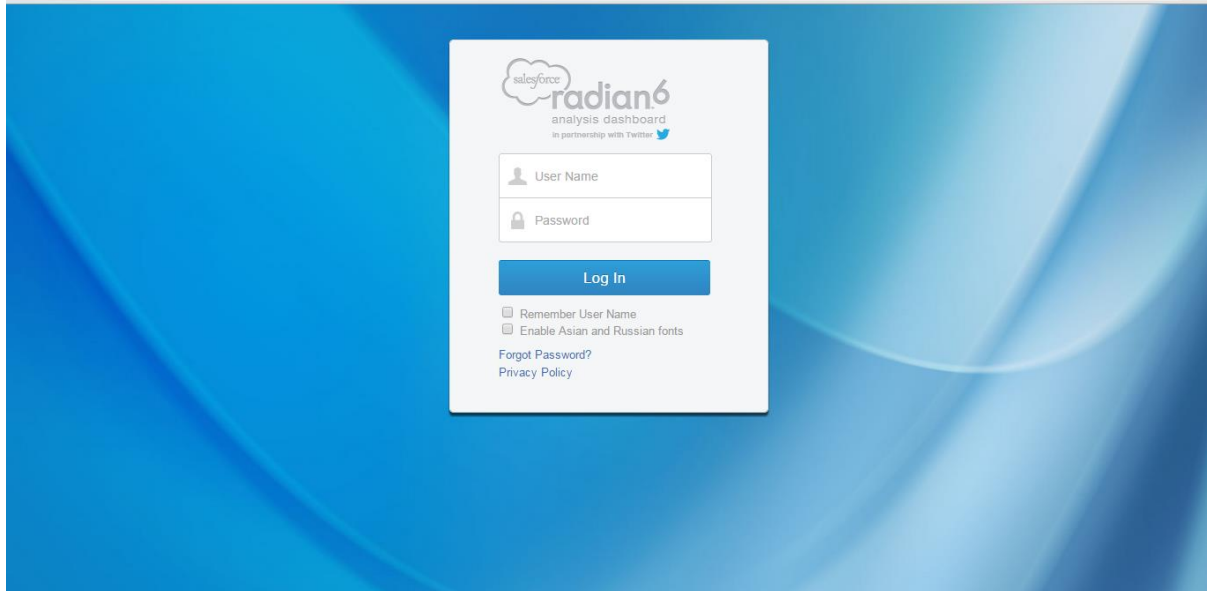 salesforce
radian6
analysis dashboard
in partnership with Twitter
User Name
Password
Log In
Remember User Name
Enable Asian and Russian fonts
Forgot Password?
Privacy Policy